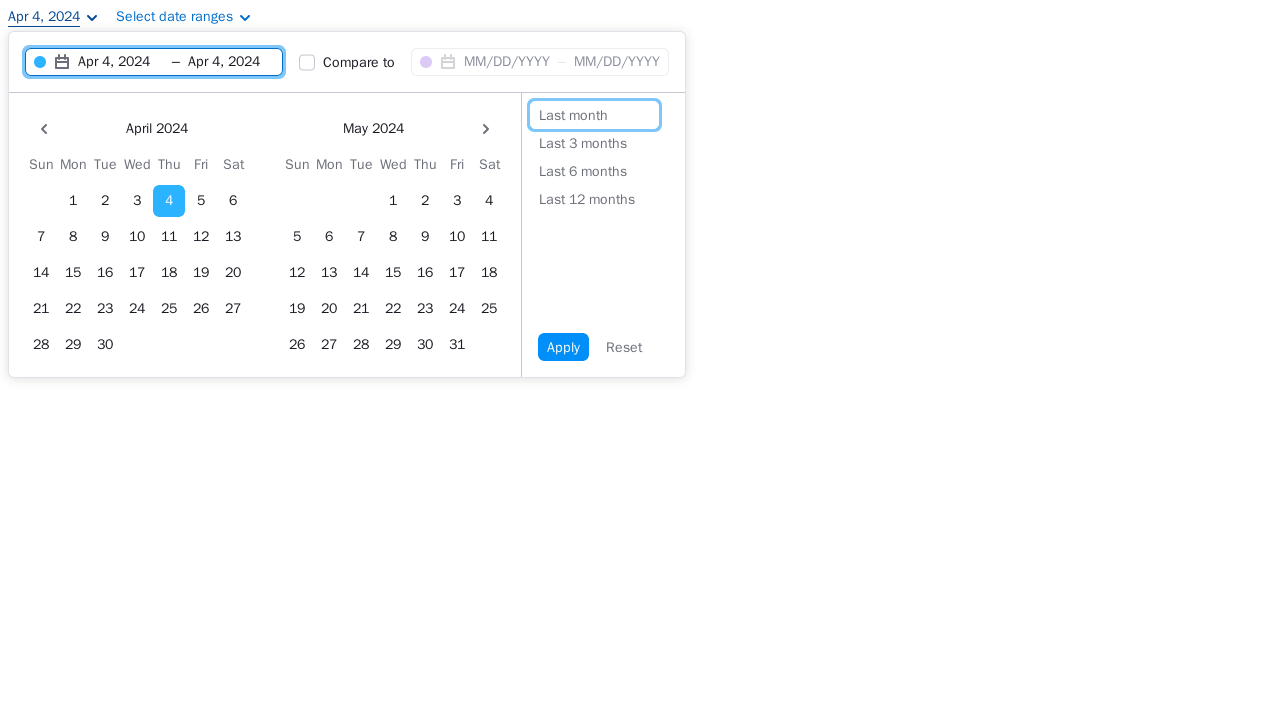 Apr 4, 2024 Select date ranges
Apr 4, 2024 – Apr 4, 2024 Compare to MM/DD/YYYY – MM/DD/YYYY
April 2024
Sun Mon Tue Wed Thu Fri Sat
1 2 3 4 5 6
7 8 9 10 11 12 13
14 15 16 17 18 19 20
21 22 23 24 25 26 27
28 29 30
May 2024
Sun Mon Tue Wed Thu Fri Sat
1 2 3 4
5 6 7 8 9 10 11
12 13 14 15 16 17 18
19 20 21 22 23 24 25
26 27 28 29 30 31
Last month
Last 3 months
Last 6 months
Last 12 months
Apply Reset